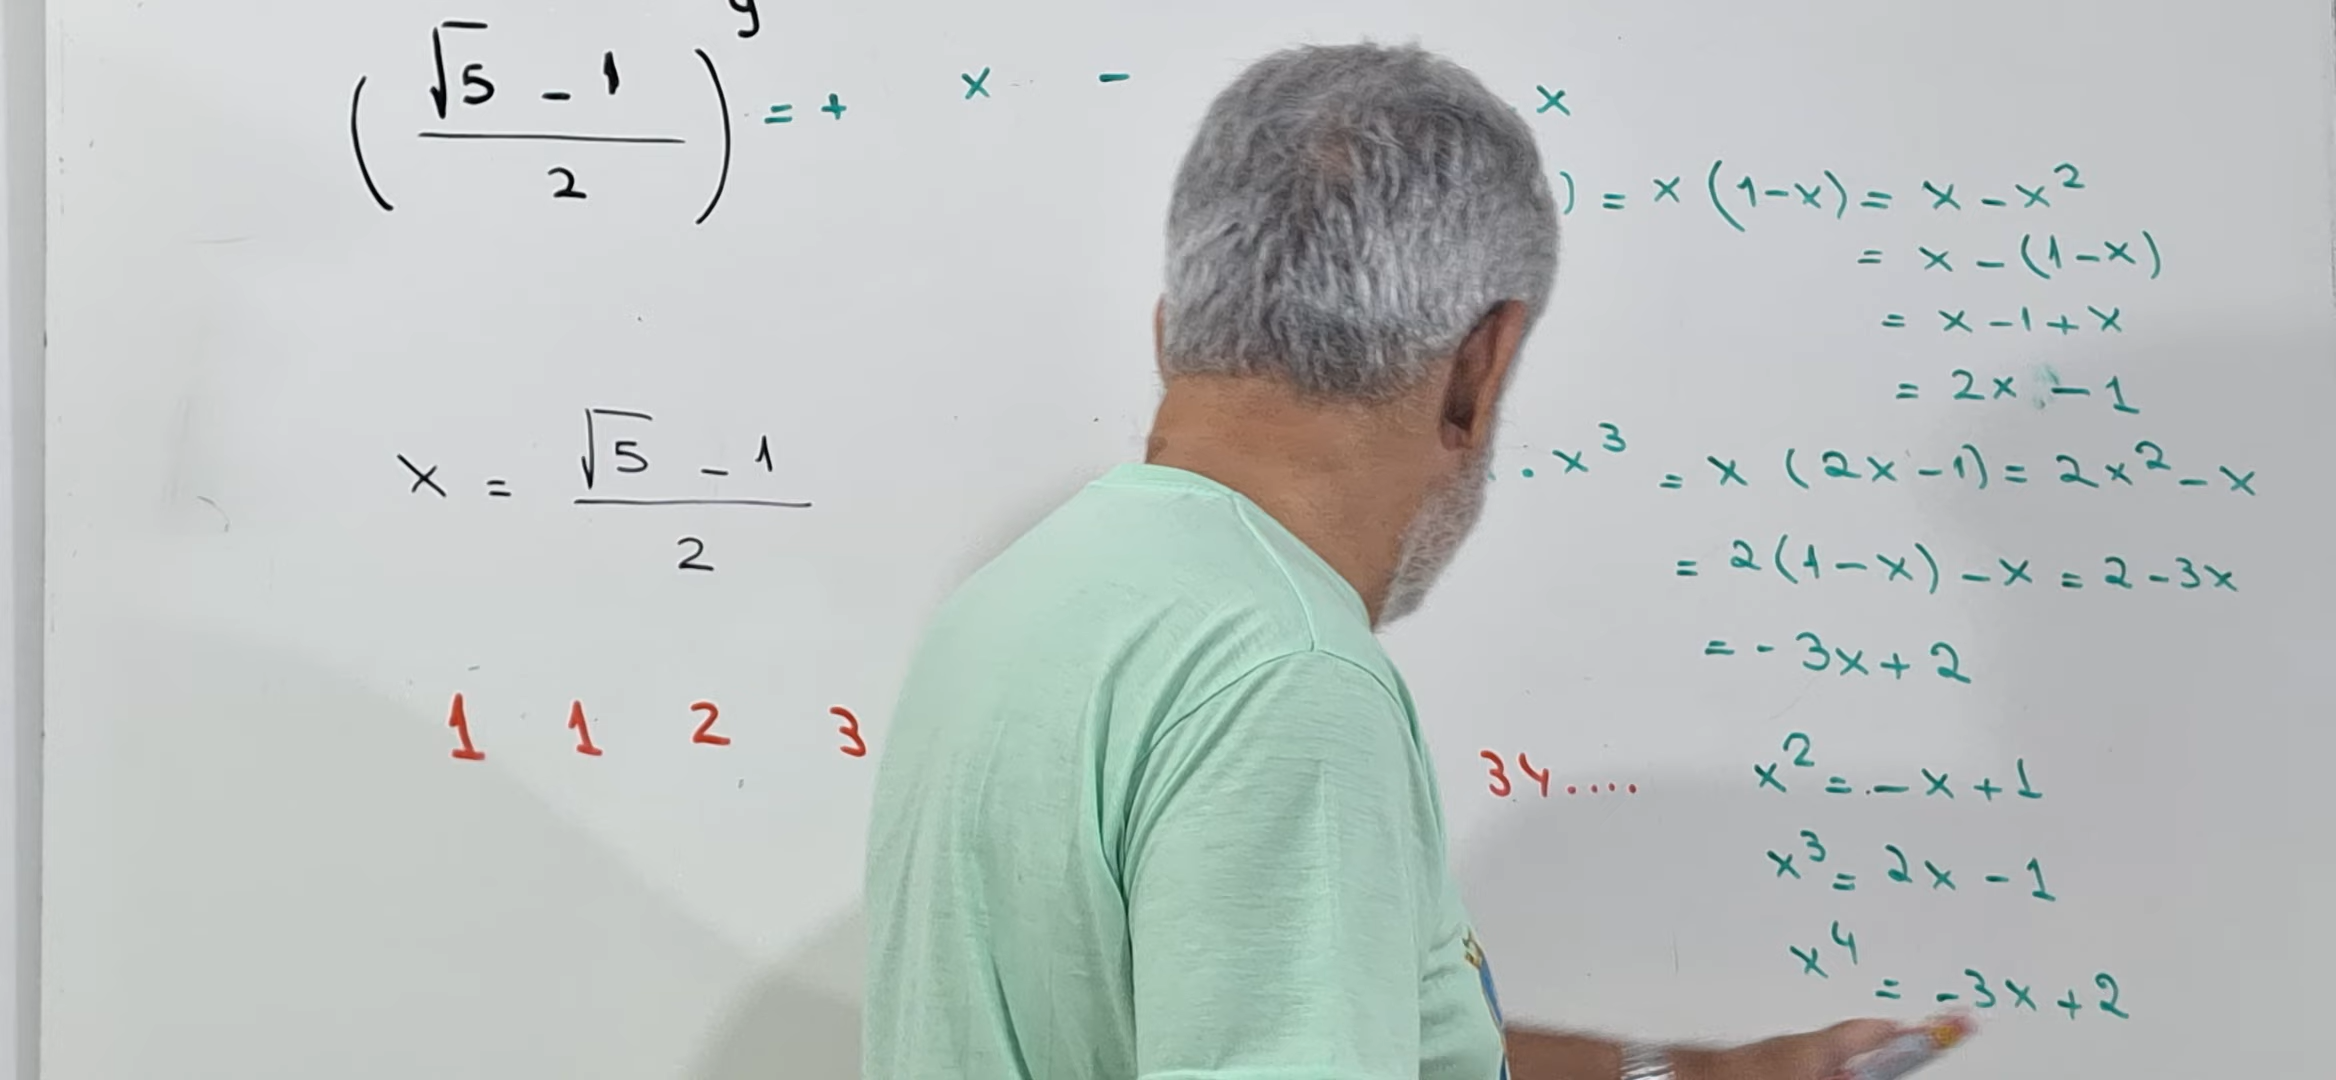 (√5 - 1 / 2)^9 = + x - x
) = x (1-x) = x - x²
= x - (1-x)
= x - 1 + x
= 2x - 1
x = √5 - 1 / 2
. x³ = x (2x - 1) = 2x² - x
= 2(1-x) - x = 2 - 3x
= - 3x + 2
1 1 2 3 34....
x² = - x + 1
x³ = 2x - 1
x⁴ = -3x + 2